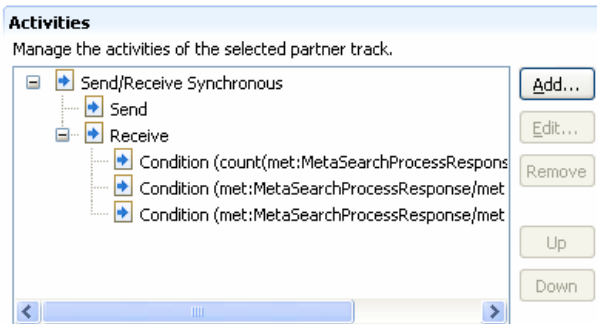 Activities
Manage the activities of the selected partner track.
Send/Receive Synchronous
Send
Receive
Condition (count(met:MetaSearchProcessRespons
Condition (met:MetaSearchProcessResponse/met
Condition (met:MetaSearchProcessResponse/met
Add...
Edit...
Remove
Up
Down